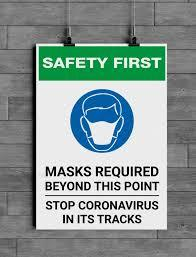 SAFETY FIRST
MASKS REQUIRED
BEYOND THIS POINT
STOP CORONAVIRUS
IN ITS TRACKS